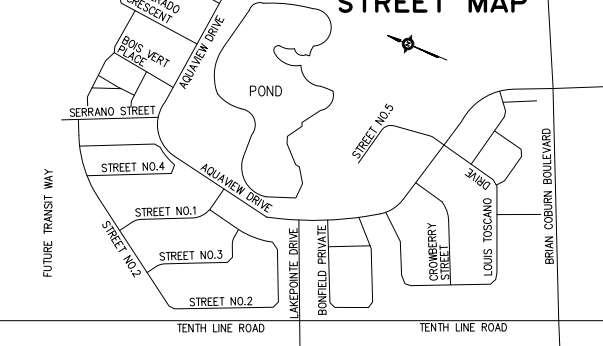 STREET MAP
CRESCENT
BOIS VERT
PLACE
AQUAVIEW DRIVE
POND
SERRANO STREET
STREET NO.5
STREET NO.4
AQUAVIEW DRIVE
DRIVE
FUTURE TRANSIT WAY
STREET NO.1
STREET NO.2
STREET NO.3
STREET NO.2
LAKEPOINTE DRIVE
BONFIELD PRIVATE
CROWBERRY
STREET
LOUIS TOSCANO
BRIAN COBURN BOULEVARD
TENTH LINE ROAD
TENTH LINE ROAD